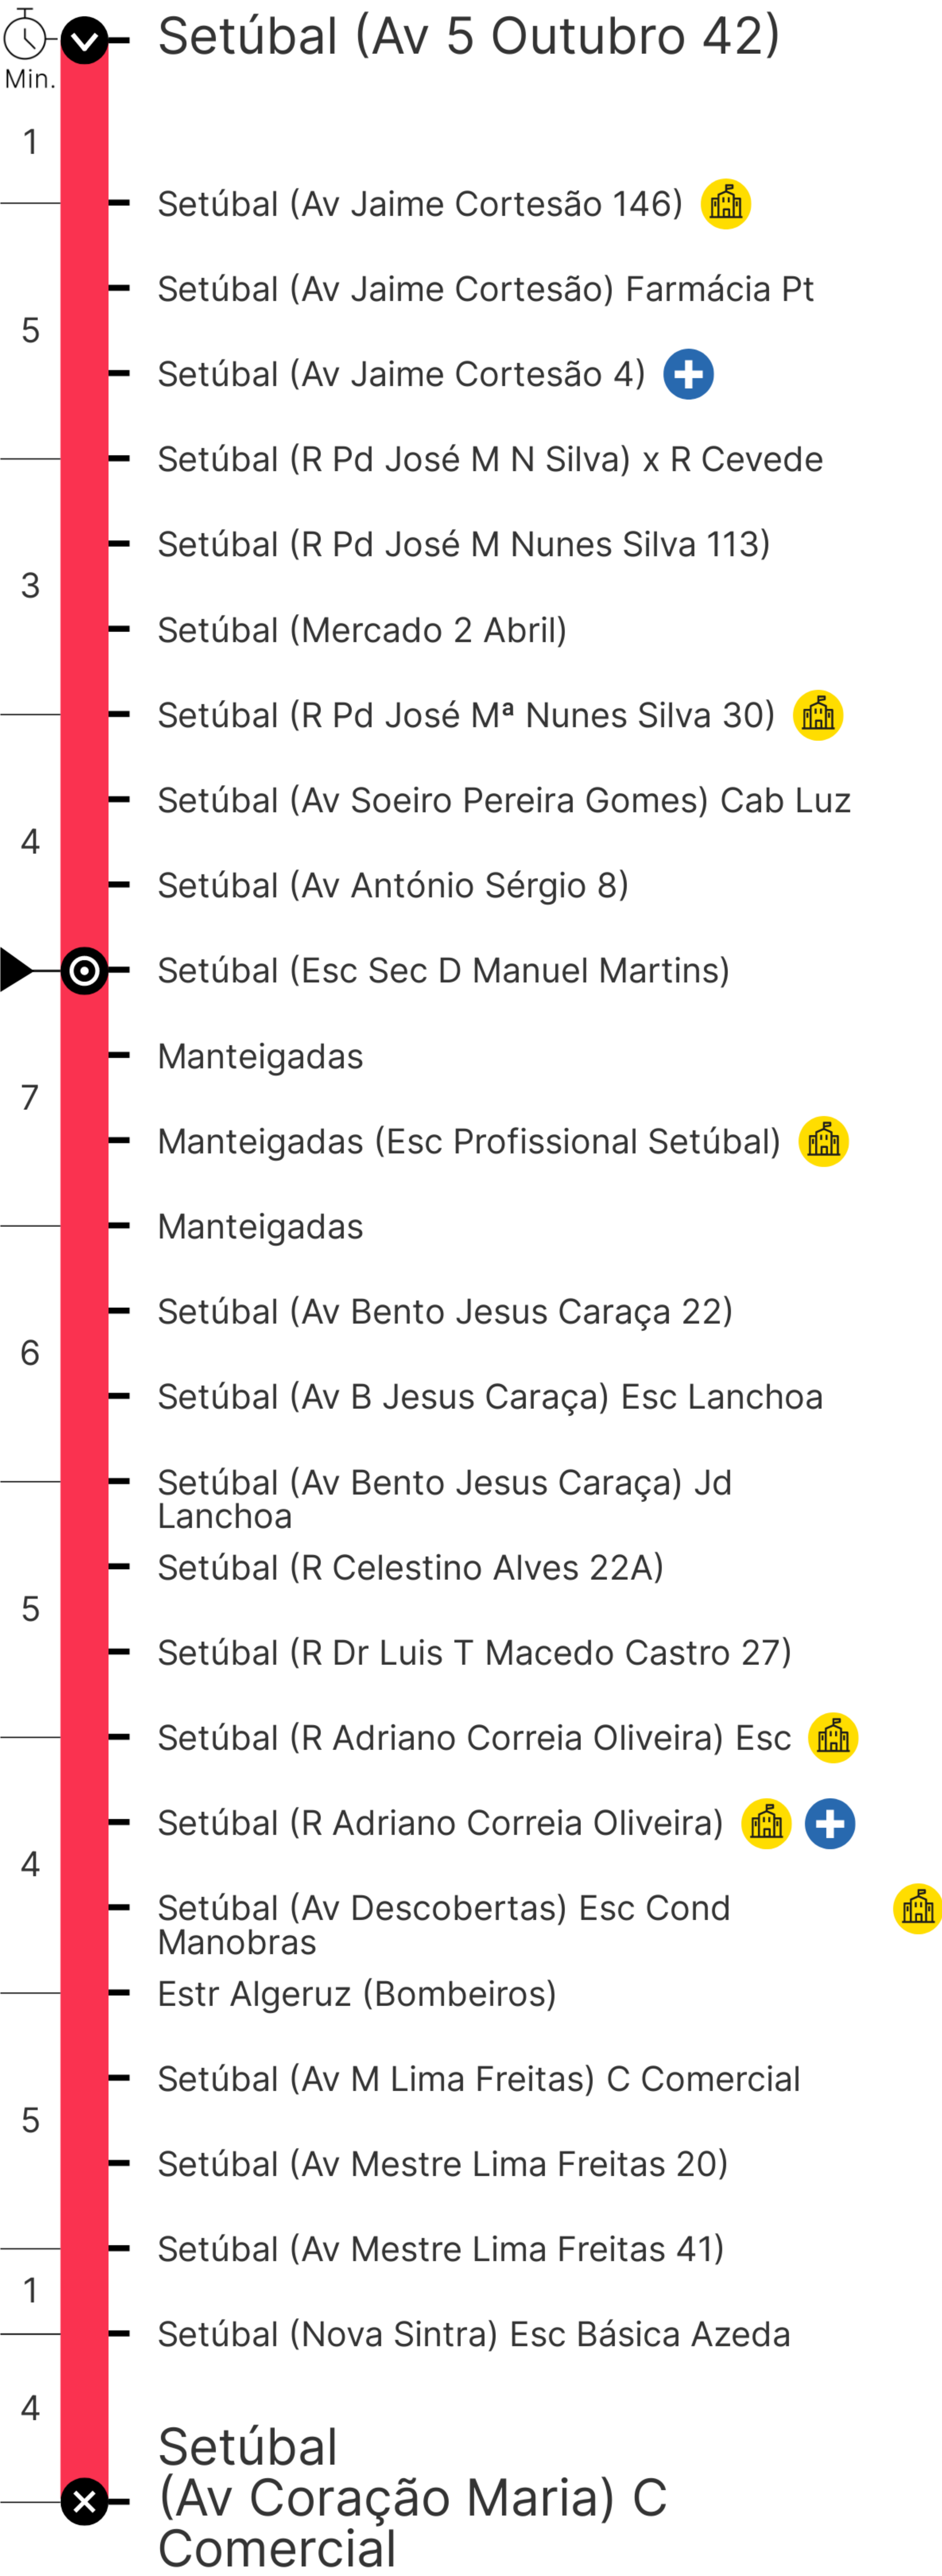 Setúbal (Av 5 Outubro 42)
Min.
1
Setúbal (Av Jaime Cortesão 146)
Setúbal (Av Jaime Cortesão) Farmácia Pt
5
Setúbal (Av Jaime Cortesão 4)
Setúbal (R Pd José M N Silva) x R Cevede
Setúbal (R Pd José M Nunes Silva 113)
3
Setúbal (Mercado 2 Abril)
Setúbal (R Pd José Mª Nunes Silva 30)
Setúbal (Av Soeiro Pereira Gomes) Cab Luz
4
Setúbal (Av António Sérgio 8)
Setúbal (Esc Sec D Manuel Martins)
Manteigadas
7
Manteigadas (Esc Profissional Setúbal)
Manteigadas
Setúbal (Av Bento Jesus Caraça 22)
6
Setúbal (Av B Jesus Caraça) Esc Lanchoa
Setúbal (Av Bento Jesus Caraça) Jd
Lanchoa
Setúbal (R Celestino Alves 22A)
5
Setúbal (R Dr Luis T Macedo Castro 27)
Setúbal (R Adriano Correia Oliveira) Esc
Setúbal (R Adriano Correia Oliveira)
4
Setúbal (Av Descobertas) Esc Cond
Manobras
Estr Algeruz (Bombeiros)
Setúbal (Av M Lima Freitas) C Comercial
5
Setúbal (Av Mestre Lima Freitas 20)
Setúbal (Av Mestre Lima Freitas 41)
1
Setúbal (Nova Sintra) Esc Básica Azeda
4
Setúbal
(Av Coração Maria) C
Comercial